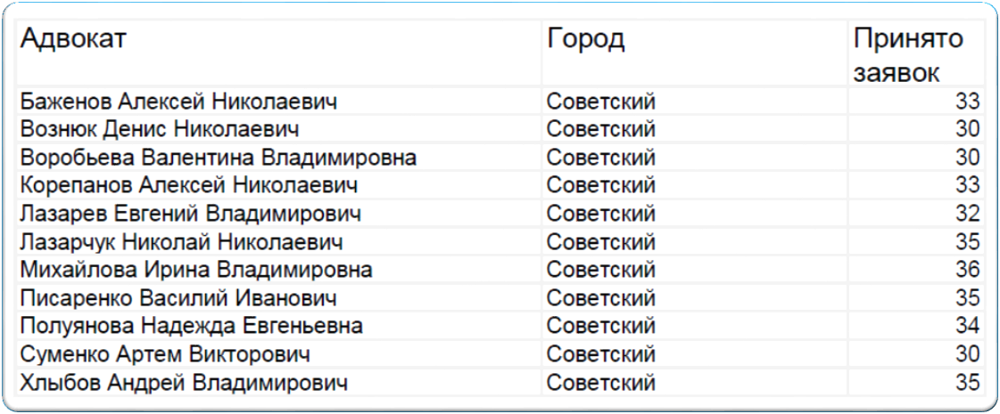 Адвокат Город Принято
заявок
Баженов Алексей Николаевич Советский 33
Вознюк Денис Николаевич Советский 30
Воробьева Валентина Владимировна Советский 30
Корепанов Алексей Николаевич Советский 33
Лазарев Евгений Владимирович Советский 32
Лазарчук Николай Николаевич Советский 35
Михайлова Ирина Владимировна Советский 36
Писаренко Василий Иванович Советский 35
Полуянова Надежда Евгеньевна Советский 34
Суменко Артем Викторович Советский 30
Хлыбов Андрей Владимирович Советский 35